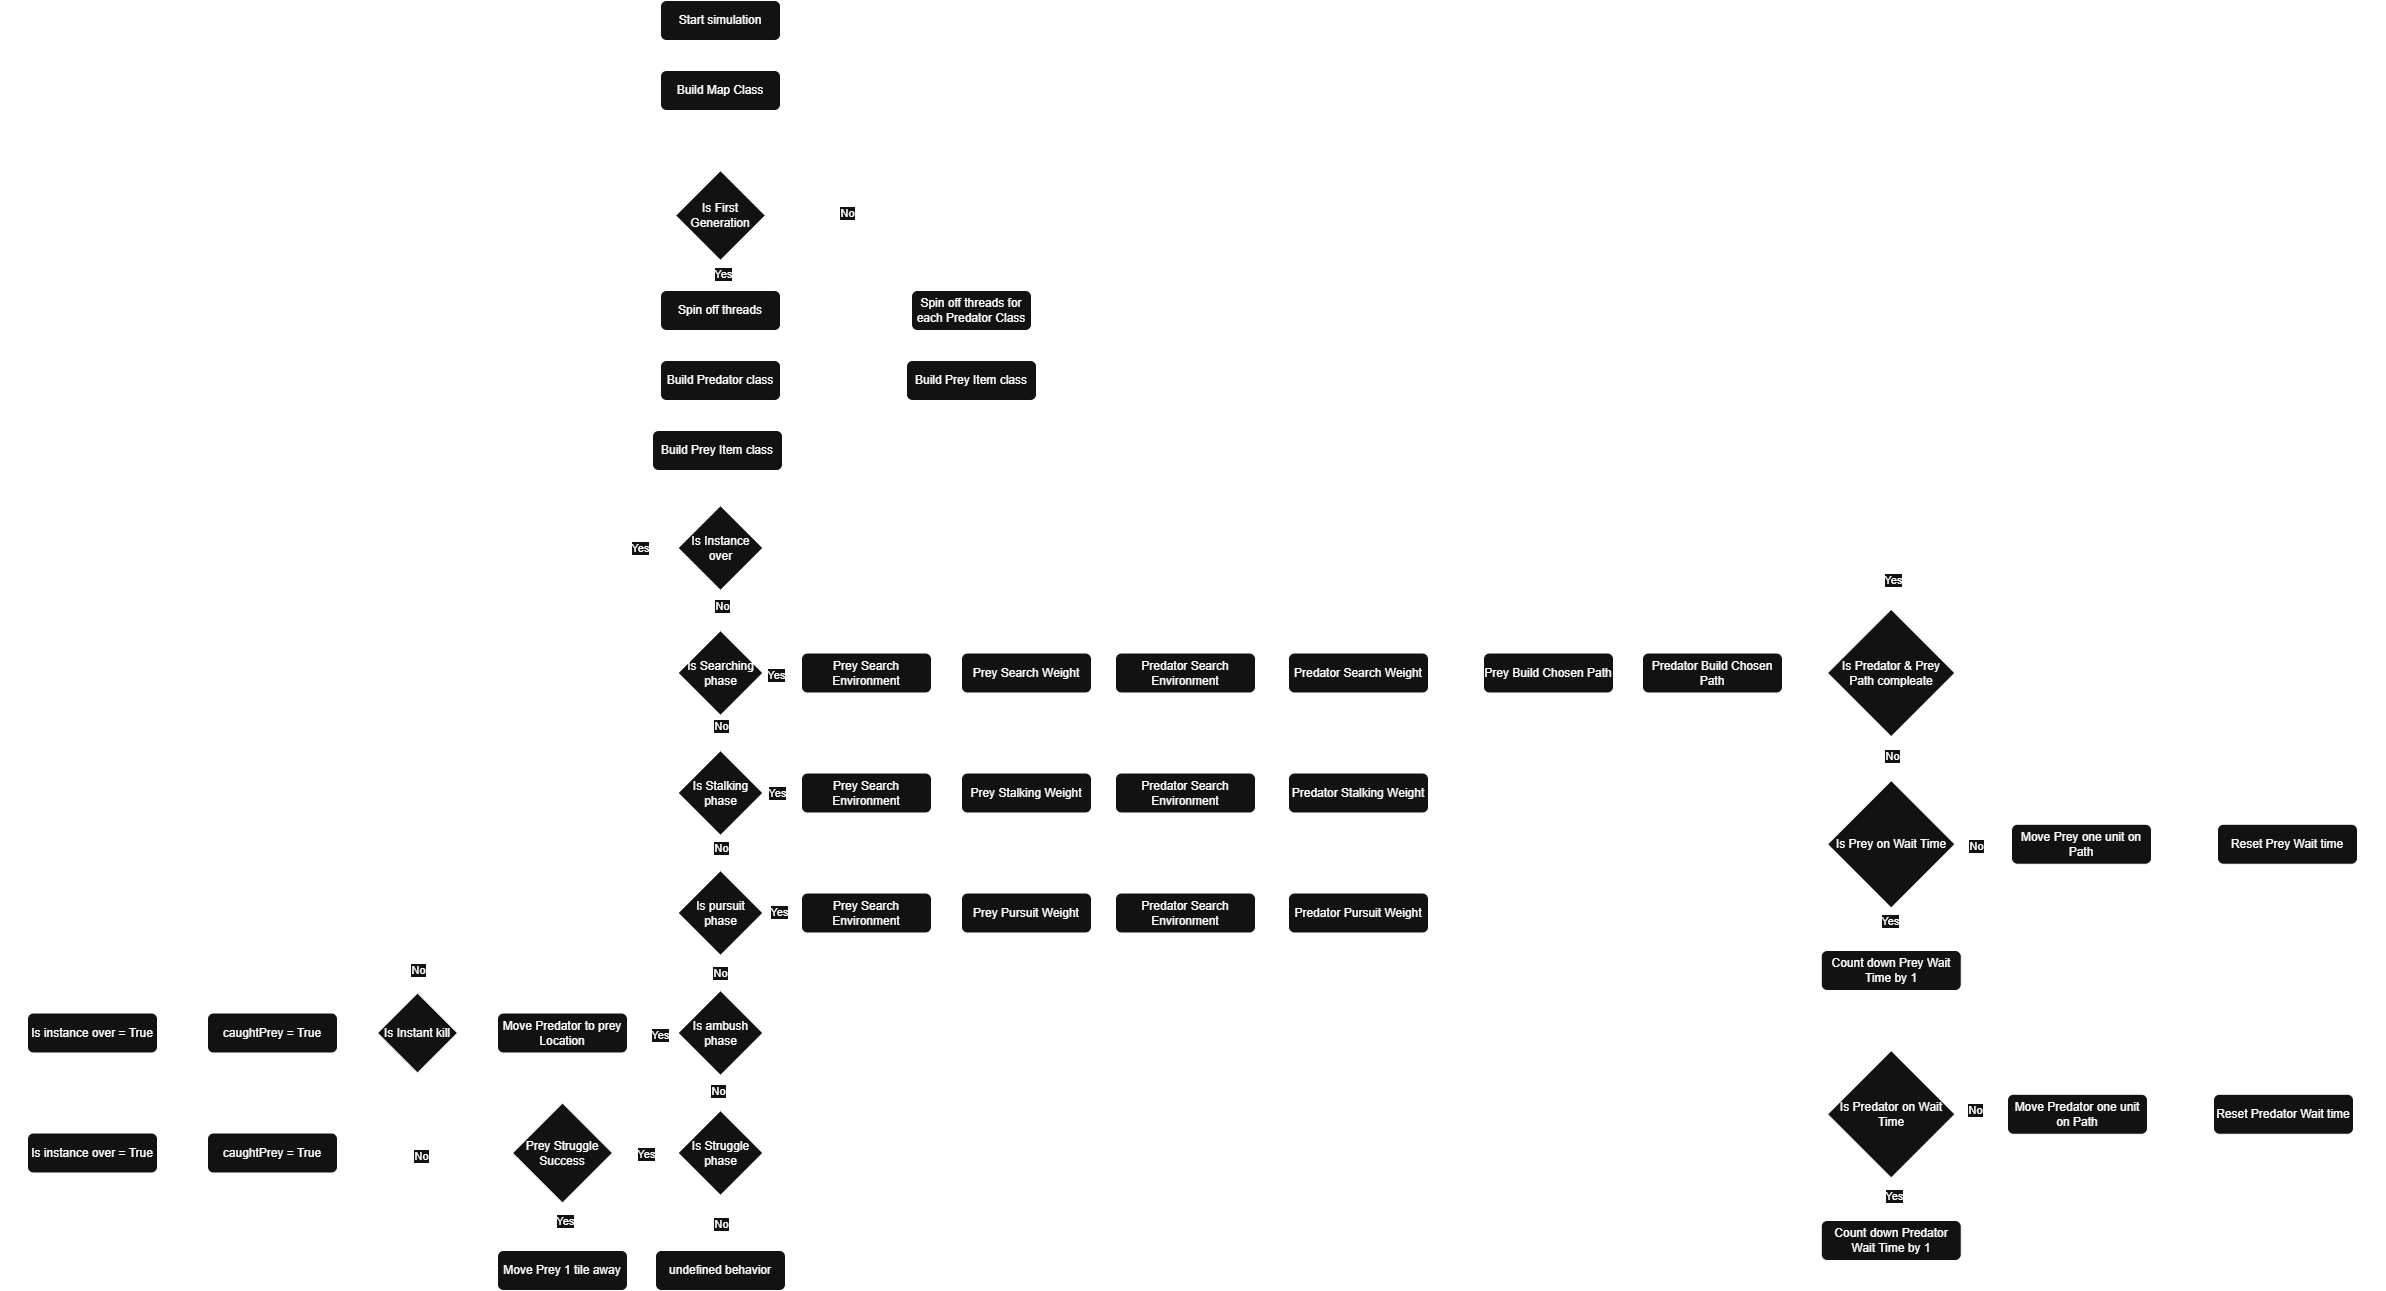 Start simulation
Build Map Class
Is First
Generation
No
Yes
Spin off threads
Spin off threads for
each Predator Class
Build Predator class
Build Prey Item class
Build Prey Item class
Is Instance
over
Yes
No
Is Searching
phase
Yes
Prey Search
Environment
Prey Search Weight
Predator Search
Environment
Predator Search Weight
Prey Build Chosen Path
Predator Build Chosen
Path
Yes
Is Predator & Prey
Path compleate
No
No
Is Stalking
phase
Yes
Prey Search
Environment
Prey Stalking Weight
Predator Search
Environment
Predator Stalking Weight
Is Prey on Wait Time
No
Move Prey one unit on
Path
Reset Prey Wait time
No
Is pursuit
phase
Yes
Prey Search
Environment
Prey Pursuit Weight
Predator Search
Environment
Predator Pursuit Weight
Yes
Count down Prey Wait
Time by 1
No
No
Is instance over = True
caughtPrey = True
Is Instant kill
Move Predator to prey
Location
Yes
Is ambush
phase
No
Is Predator on Wait
Time
No
Move Predator one unit
on Path
Reset Predator Wait time
Is instance over = True
caughtPrey = True
No
Prey Struggle
Success
Yes
Is Struggle
phase
Yes
Count down Predator
Wait Time by 1
Yes
No
Move Prey 1 tile away
undefined behavior